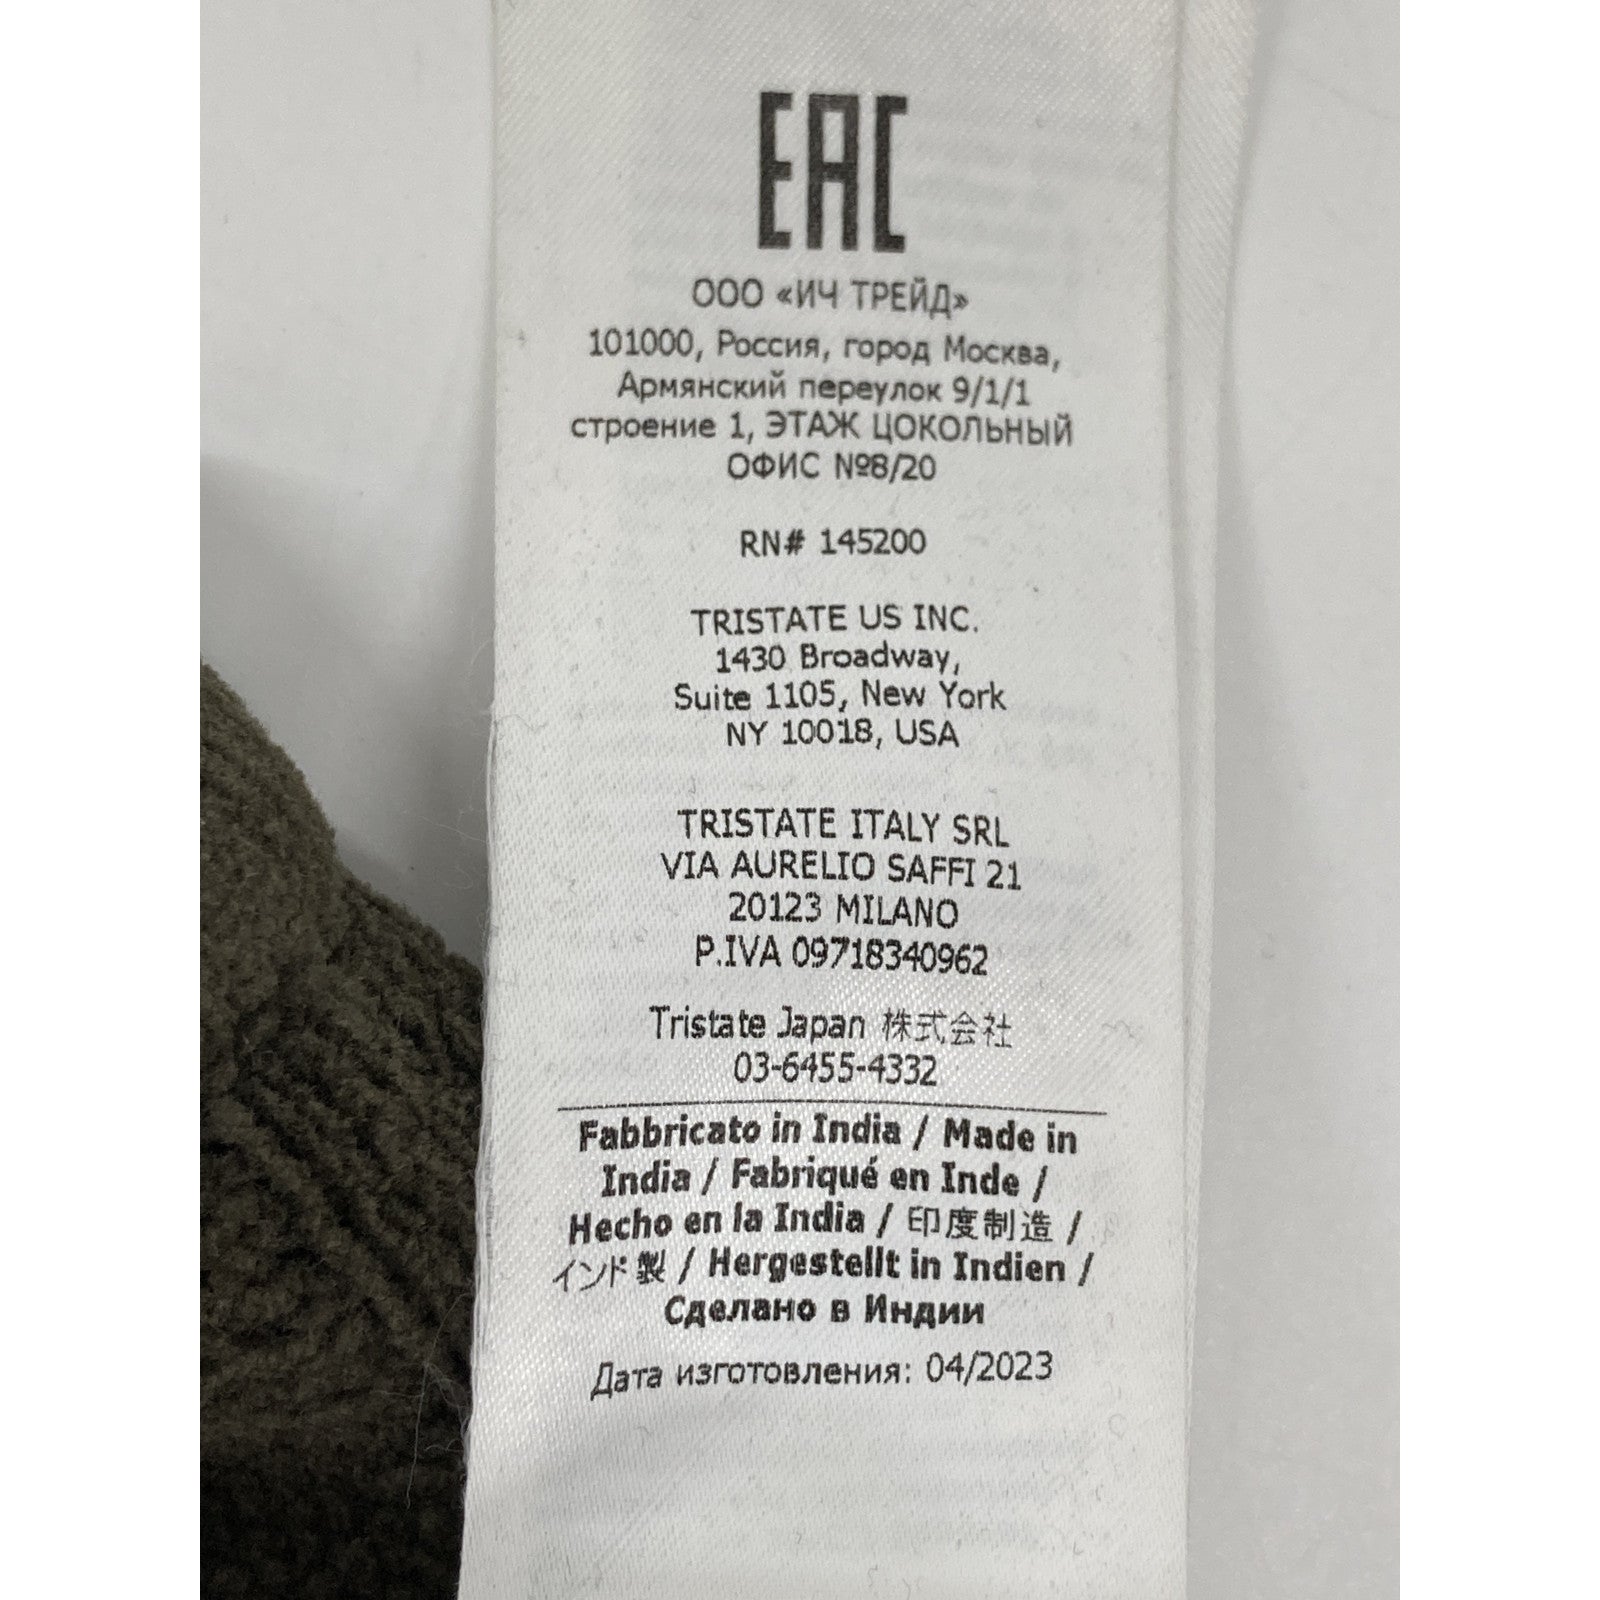 EAC
ООО «ИЧ ТРЕЙД»
101000, Россия, город Москва,
Армянский переулок 9/1/1
строение 1, ЭТАЖ ЦОКОЛЬНЫЙ
ОФИС №8/20
RN# 145200
TRISTATE US INC.
1430 Broadway,
Suite 1105, New York
NY 10018, USA
TRISTATE ITALY SRL
VIA AURELIO SAFFI 21
20123 MILANO
P.IVA 09718340962
Tristate Japan 株式会社
03-6455-4332
Fabbricato in India / Made in
India / Fabriqué en Inde /
Hecho en la India / 印度制造 /
インド製 / Hergestellt in Indien /
Сделано в Индии
Дата изготовления: 04/2023